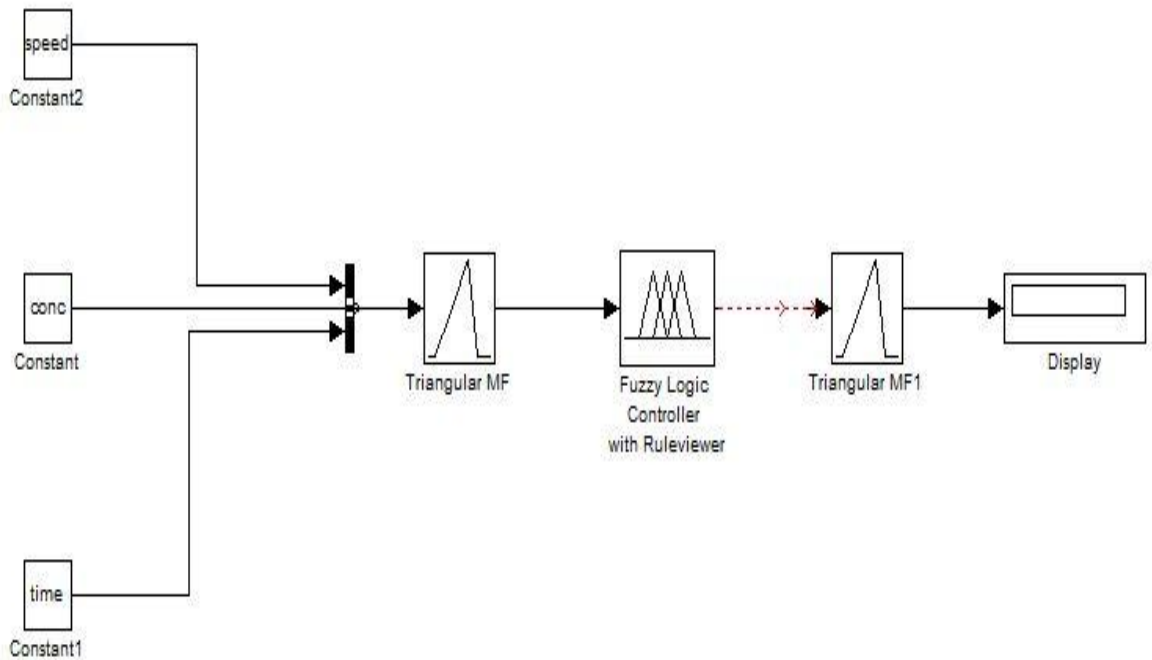 speed
Constant2
conc
Constant
Triangular MF
Fuzzy Logic
Controller
with Ruleviewer
Triangular MF1
Display
time
Constant1